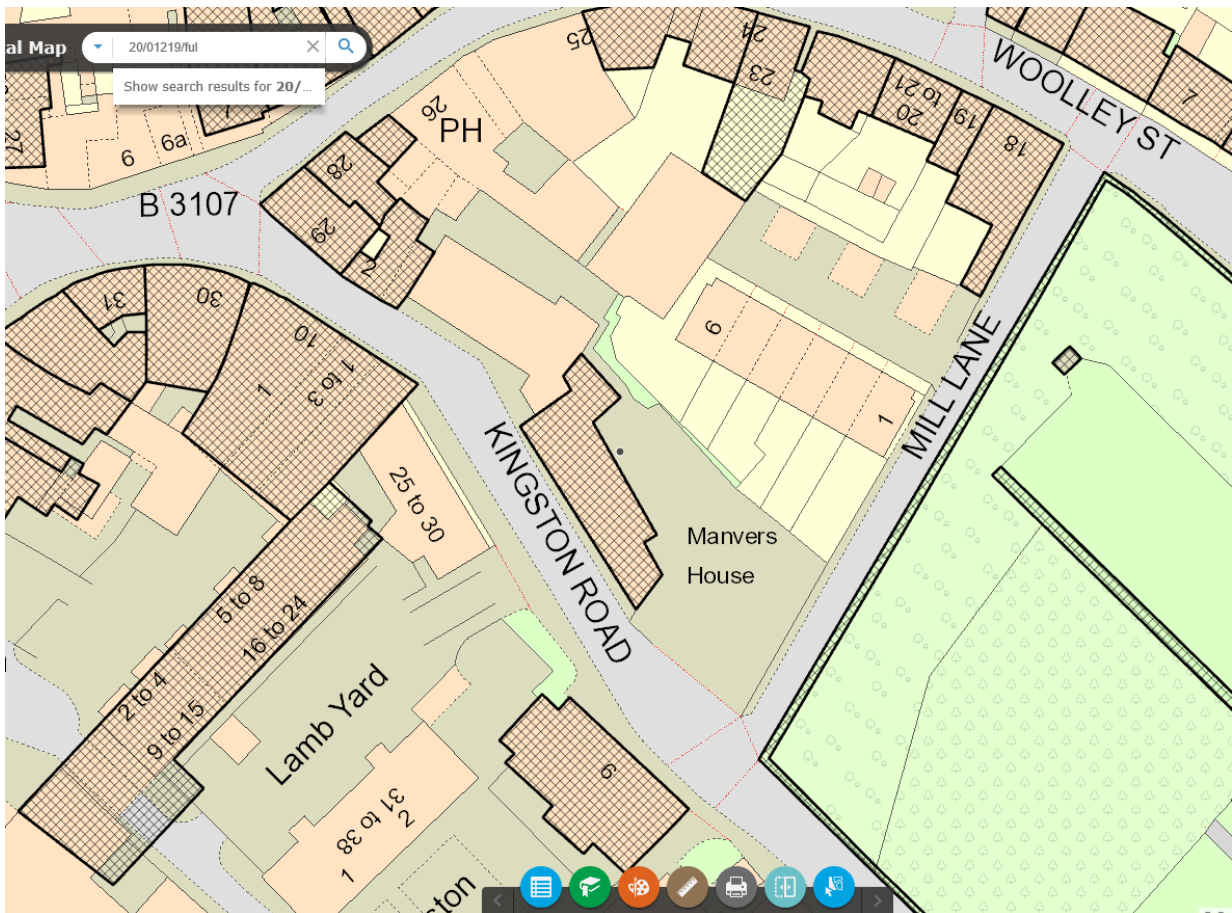 al Map
20/01219/ful
Show search results for 20/...
25
24
23
WOOLLEY ST
7
20 to 21
19
18
27
7
6
6a
26
PH
28
29
2
B 3107
31
30
10
1
1 to 3
6
1
MILL LANE
25 to 30
KINGSTON ROAD
Manvers
House
5 to 8
16 to 24
2 to 4
9 to 15
Lamb Yard
9
31 to 38
2
1